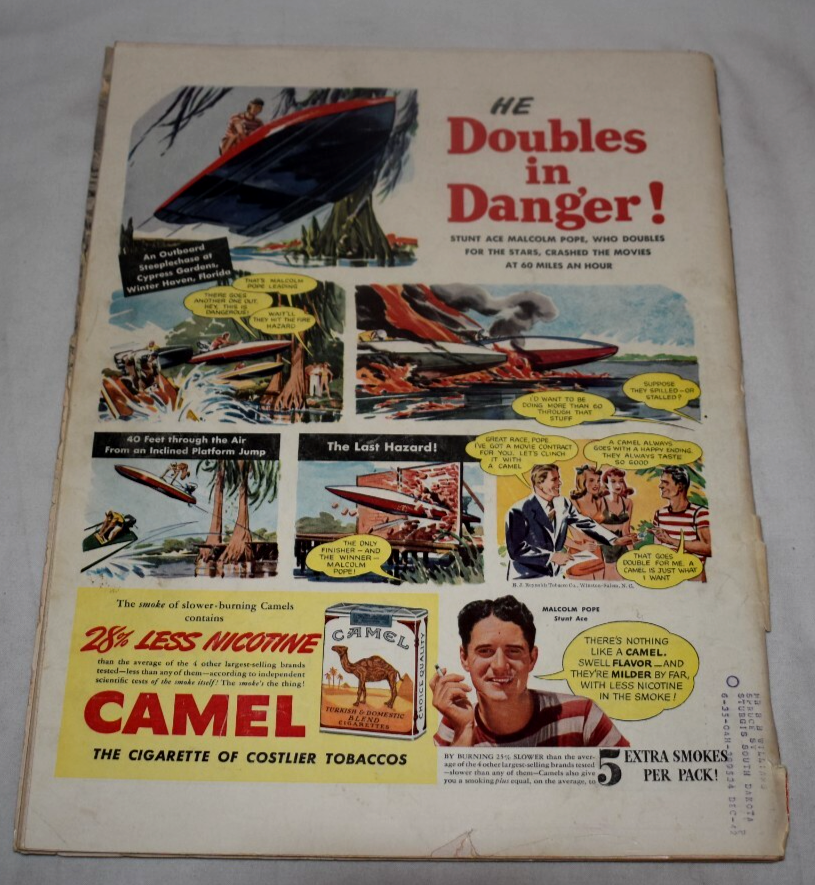 HE
Doubles
in
Danger!
STUNT ACE MALCOLM POPE, WHO DOUBLES
FOR THE STARS, CRASHED THE MOVIES
AT 60 MILES AN HOUR
An Outboard
Steeplechase at
Cypress Gardens,
Winter Haven, Florida
THAT'S MALCOLM
POPE LEADING
THERE GOES
ANOTHER ONE OUT.
HEY, THIS IS
DANGEROUS!
WAIT'LL
THEY HIT THE FIRE
HAZARD
I'D WANT TO BE
DOING MORE THAN 60
THROUGH THAT
STUFF
SUPPOSE
THEY SPILLED—OR
STALLED?
40 Feet through the Air
From an Inclined Platform Jump
The Last Hazard!
THE ONLY
FINISHER—AND
THE WINNER—
MALCOLM
POPE!
GREAT RACE, POPE
I'VE GOT A MOVIE CONTRACT
FOR YOU. LET'S CLINCH
IT WITH
A CAMEL
A CAMEL ALWAYS
GOES WITH A HAPPY ENDING.
THEY ALWAYS TASTE
SO GOOD
THAT GOES
DOUBLE FOR ME. A
CAMEL IS JUST WHAT
I WANT
R. J. Reynolds Tobacco Co., Winston-Salem, N. C.
The smoke of slower-burning Camels
contains
28% LESS NICOTINE
than the average of the 4 other largest-selling brands
tested—less than any of them—according to independent
scientific tests of the smoke itself! The smoke's the thing!
CAMEL
THE CIGARETTE OF COSTLIER TOBACCOS
CAMEL
TURKISH & DOMESTIC
BLEND
CIGARETTES
CHOICE QUALITY
MALCOLM POPE
Stunt Ace
THERE'S NOTHING
LIKE A CAMEL.
SWELL FLAVOR—AND
THEY'RE MILDER BY FAR,
WITH LESS NICOTINE
IN THE SMOKE!
BY BURNING 25% SLOWER than the aver-
age of the 4 other largest-selling brands tested
—slower than any of them—Camels also give
you a smoking plus equal, on the average, to
5 EXTRA SMOKES
PER PACK!
STURGIS SOUTH DAKOTA